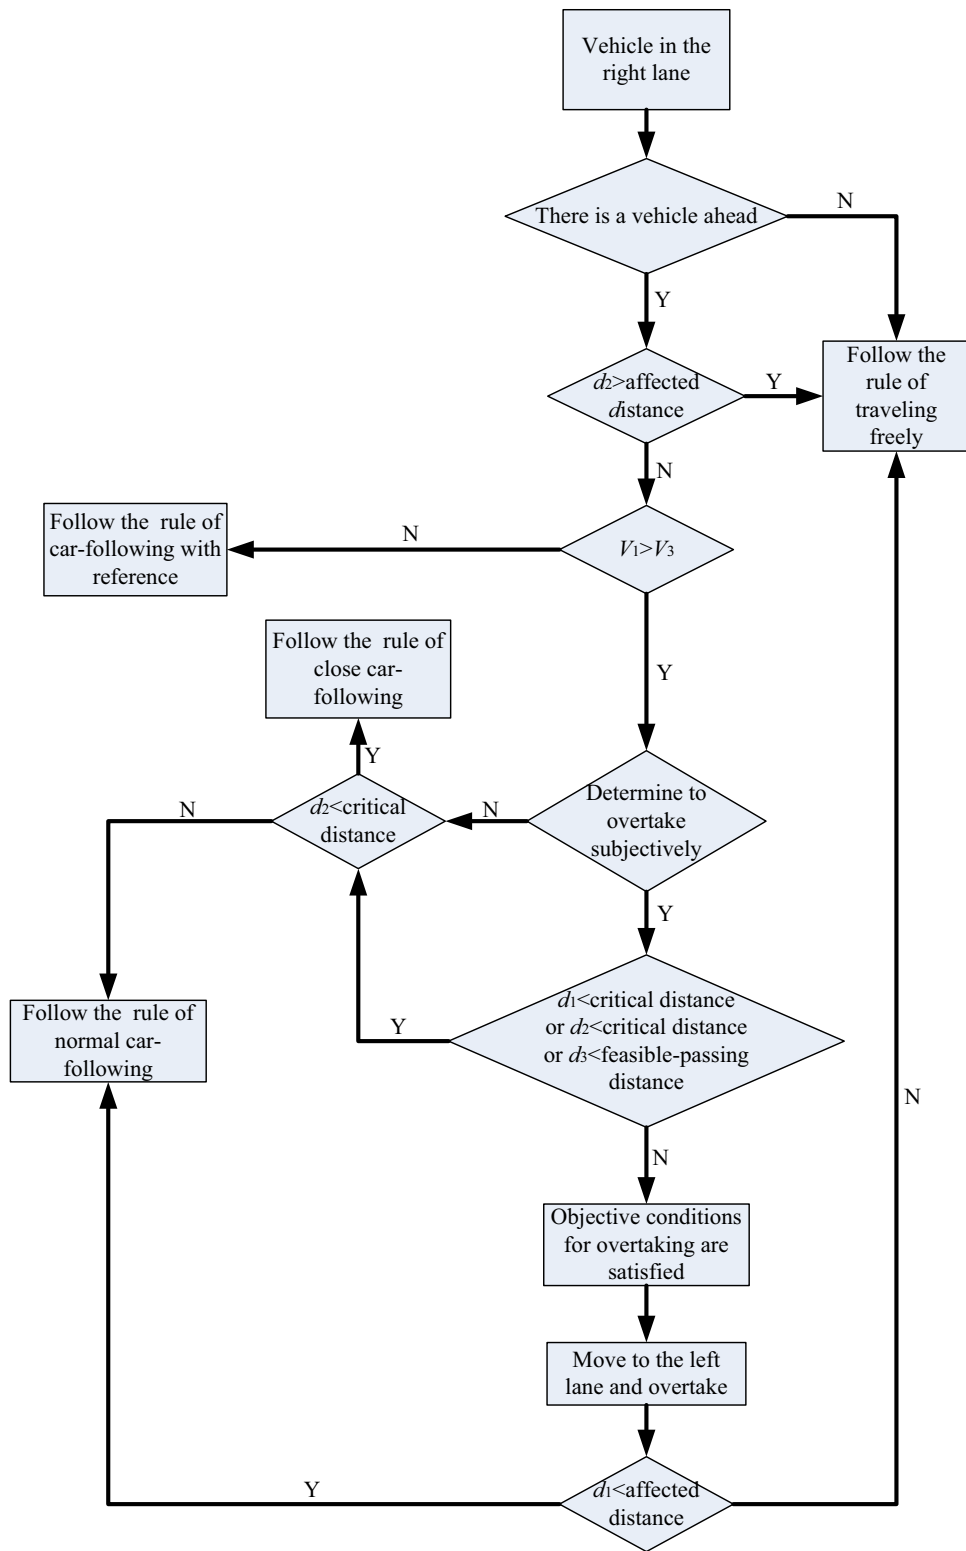 Vehicle in the
right lane
There is a vehicle ahead
N
Y
d2>affected
distance
Y
Follow the
rule of
traveling
freely
N
Follow the rule of
car-following with
reference
N
V1>V3
Follow the rule of
close car-
following
Y
Y
d2<critical
distance
N
N
Determine to
overtake
subjectively
Y
d1<critical distance
or d2<critical distance
or d3<feasible-passing
distance
Y
Follow the rule of
normal car-
following
N
N
Objective conditions
for overtaking are
satisfied
Move to the left
lane and overtake
d1<affected
distance
Y